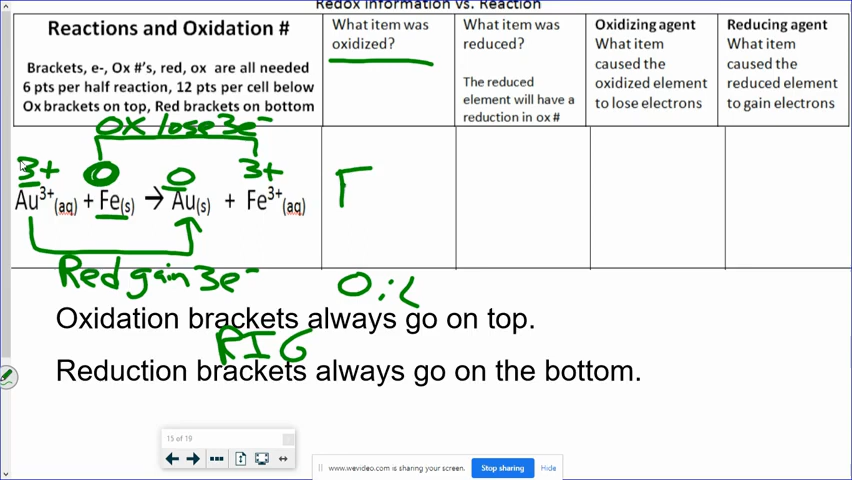 Redox Information vs. Reaction
Reactions and Oxidation #
Brackets, e-, Ox #'s, red, ox are all needed
6 pts per half reaction, 12 pts per cell below
Ox brackets on top, Red brackets on bottom
What item was
oxidized?
What item was
reduced?
The reduced
element will have a
reduction in ox #
Oxidizing agent
What item
caused the
oxidized element
to lose electrons
Reducing agent
What item
caused the
reduced element
to gain electrons
Ox lose 3e⁻
3+ 0 0 3+
Au³⁺(aq) + Fe(s) → Au(s) + Fe³⁺(aq)
Red gain 3e⁻
OiL
Oxidation brackets always go on top.
RIG
Reduction brackets always go on the bottom.
15 of 19
www.wevideo.com is sharing your screen.
Stop sharing
Hide